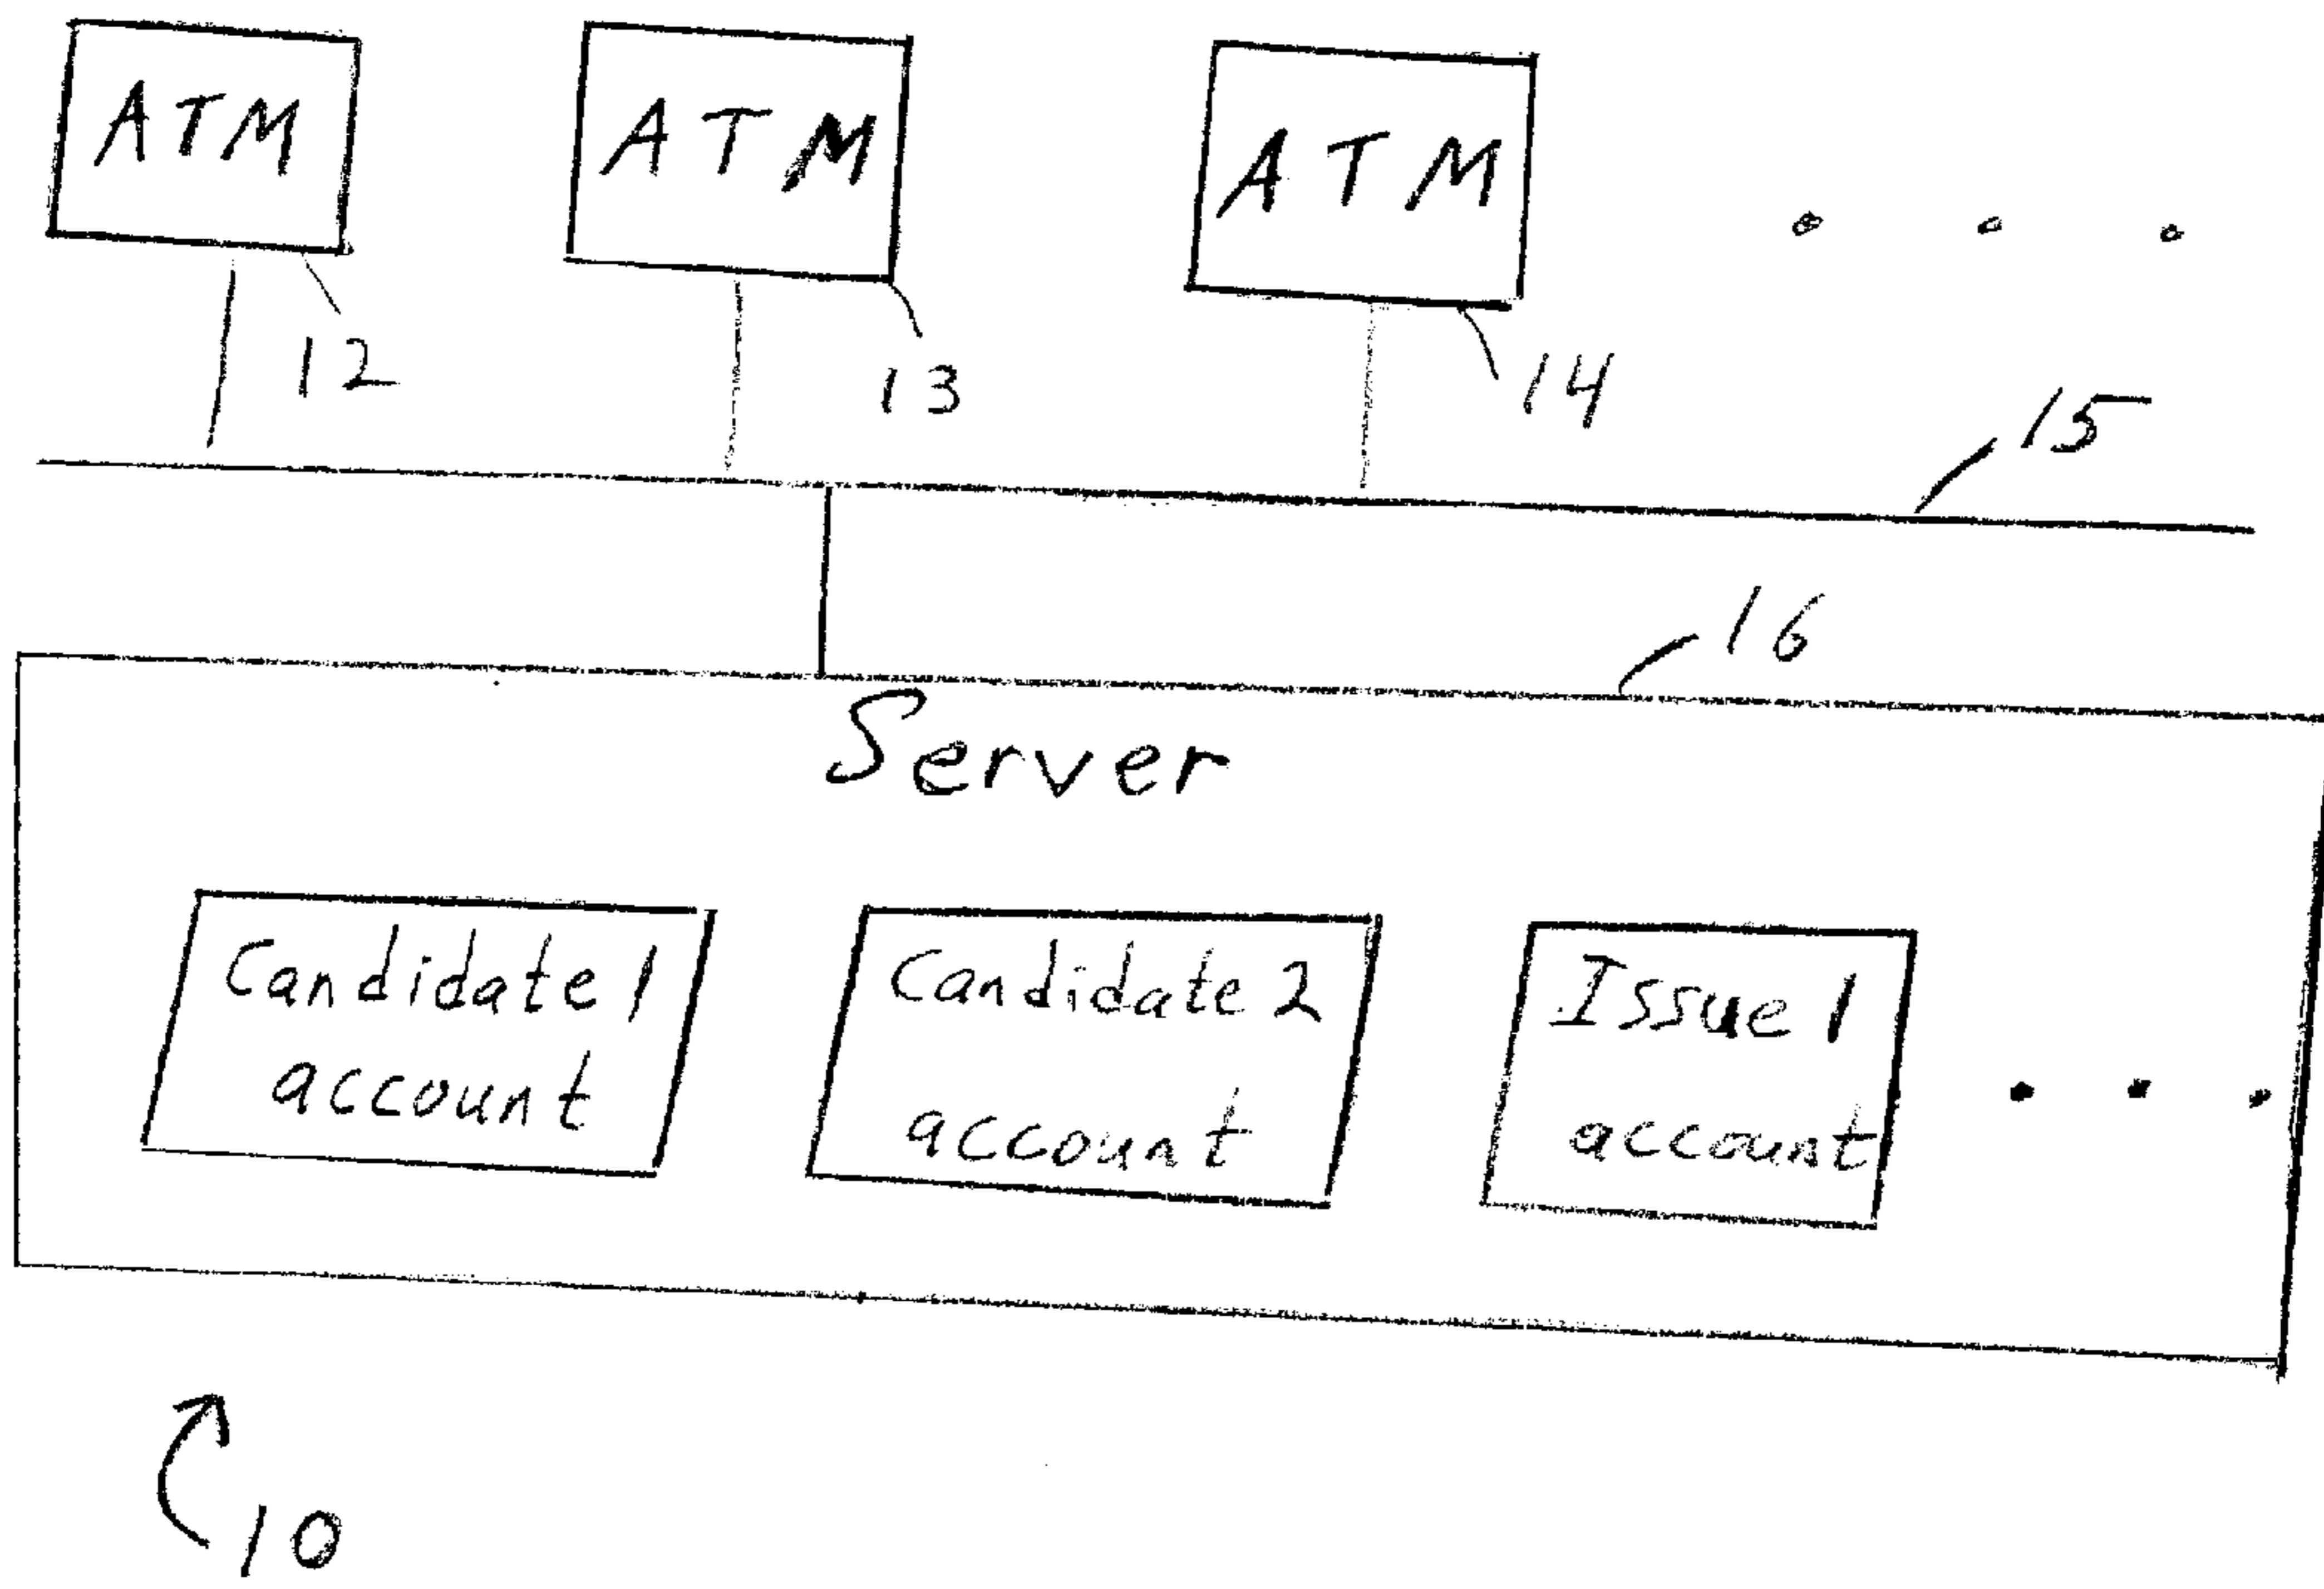 ATM
ATM
ATM
12
13
14
15
16
Server
Candidate 1
account
Candidate 2
account
Issue 1
account
10